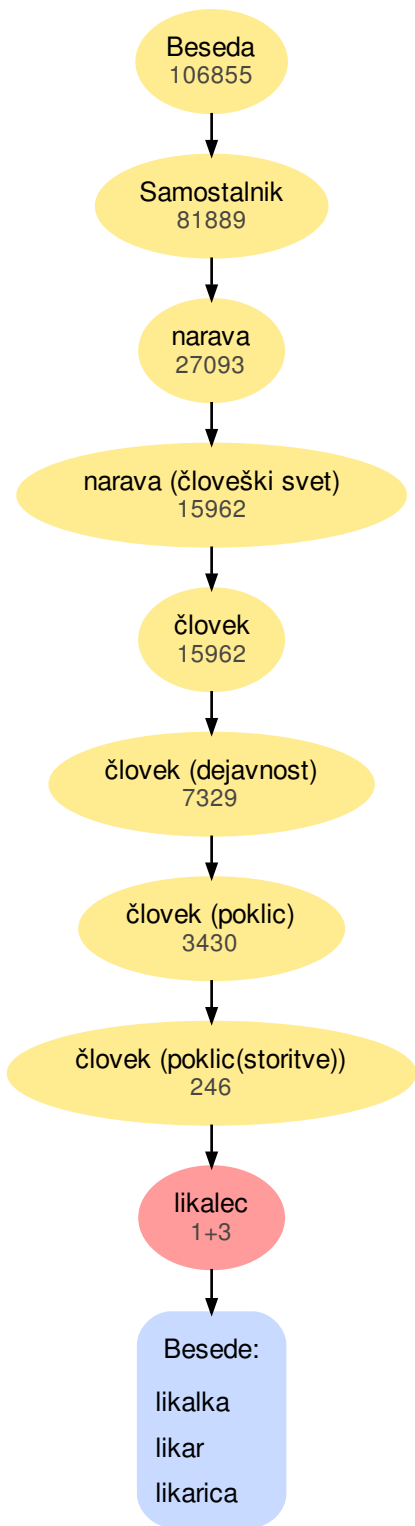 Beseda
106855
Samostalnik
81889
narava
27093
narava (človeški svet)
15962
človek
15962
človek (dejavnost)
7329
človek (poklic)
3430
človek (poklic(storitve))
246
likalec
1+3
Besede:
likalka
likar
likarica